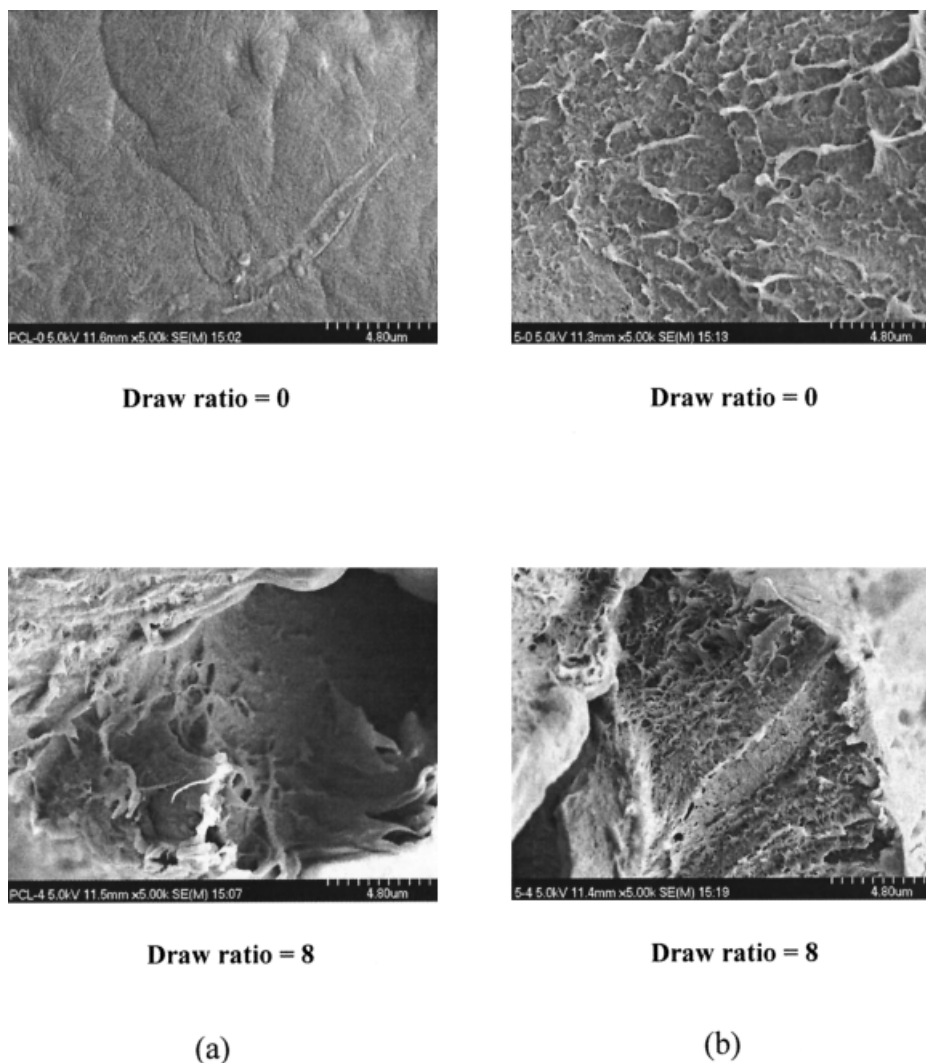 PCL-0 5.0kV 11.6mm x5.00k SE(M) 15:02 4.80um
5-0 5.0kV 11.3mm x5.00k SE(M) 15:13 4.80um
Draw ratio = 0
Draw ratio = 0
PCL-4 5.0kV 11.5mm x5.00k SE(M) 15:07 4.80um
5-4 5.0kV 11.4mm x5.00k SE(M) 15:19 4.80um
Draw ratio = 8
Draw ratio = 8
(a)
(b)